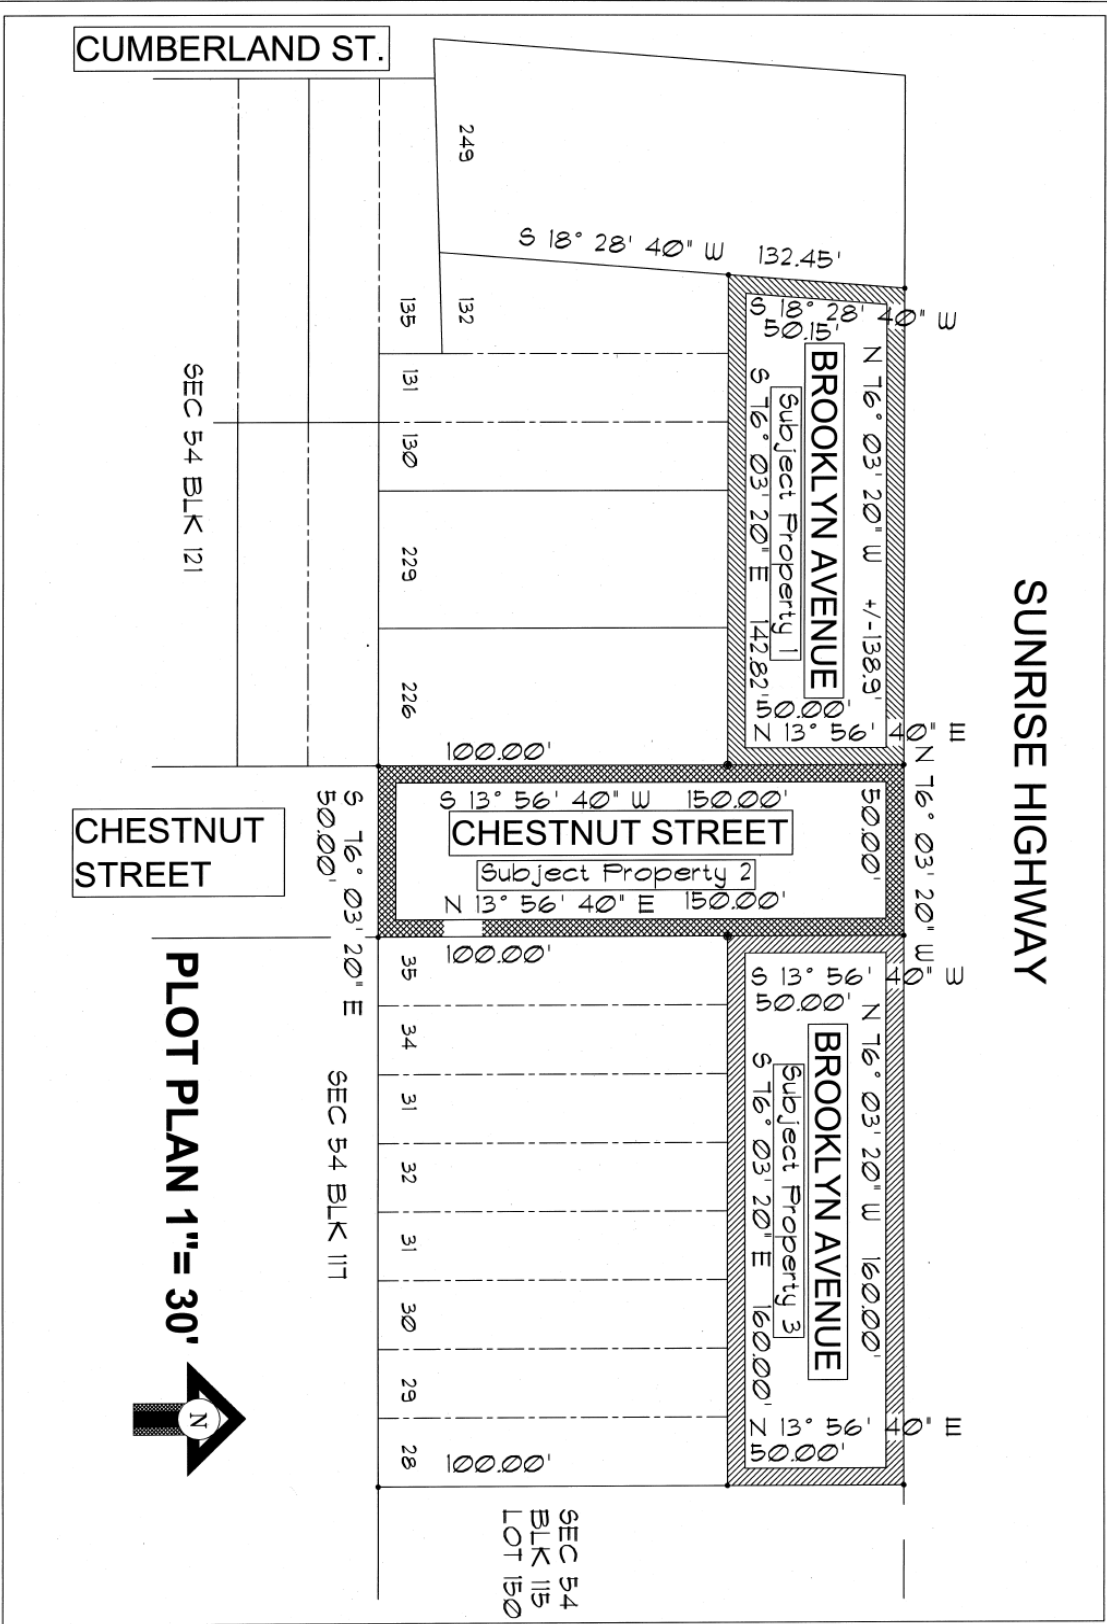 CUMBERLAND ST.
249
S 18° 28' 40" W 132.45'
S 18° 28' 40" W
50.15'
N 76° 03' 20" W +/-138.9'
BROOKLYN AVENUE
Subject Property 1
S 76° 03' 20" E 142.82'
50.00'
N 13° 56' 40" E
135
132
131
130
229
226
SEC 54 BLK 121
SUNRISE HIGHWAY
100.00'
S 13° 56' 40" W 150.00'
CHESTNUT STREET
Subject Property 2
N 13° 56' 40" E 150.00'
50.00'
N 76° 03' 20" W
CHESTNUT
STREET
S 76° 03' 20" E
50.00'
100.00'
S 13° 56' 40" W
50.00'
N 76° 03' 20" W 160.00'
BROOKLYN AVENUE
Subject Property 3
S 76° 03' 20" E 160.00'
N 13° 56' 40" E
50.00'
35
34
31
32
31
30
29
28
100.00'
SEC 54 BLK 117
PLOT PLAN 1"= 30'
N
SEC 54
BLK 115
LOT 150